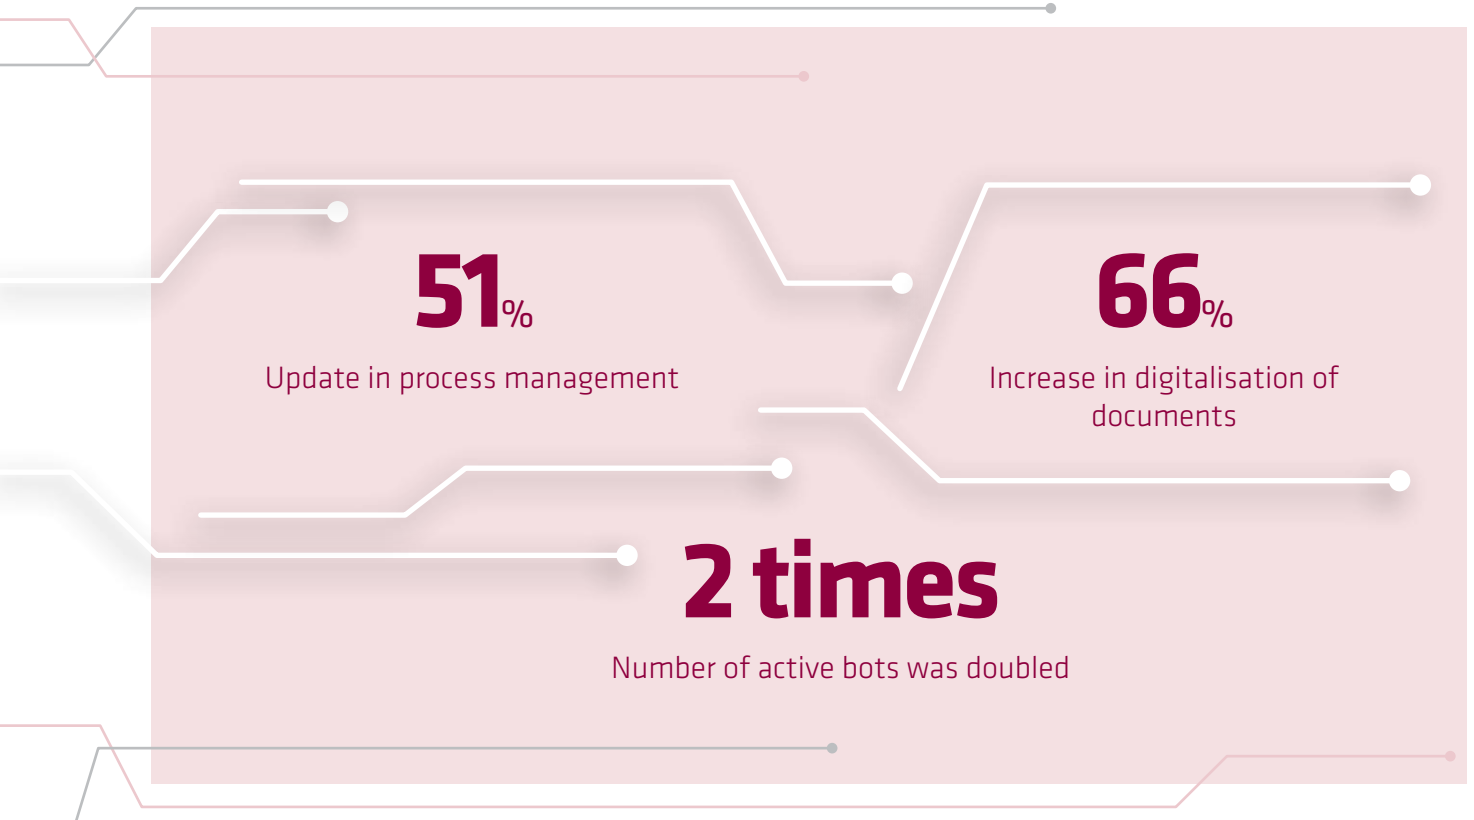 51%
Update in process management
66%
Increase in digitalisation of
documents
2 times
Number of active bots was doubled